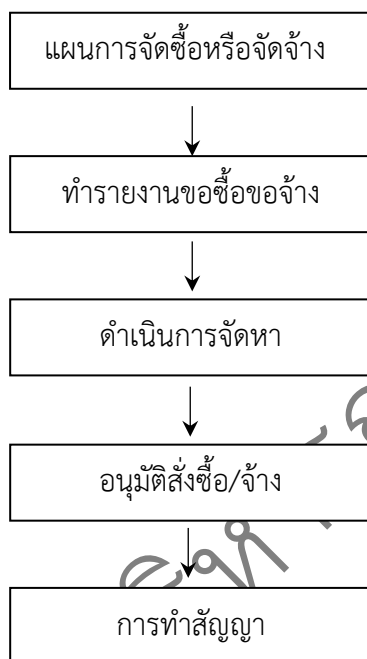 แผนการจัดซื้อหรือจัดจ้าง
ทำรายงานขอซื้อขอจ้าง
ดำเนินการจัดหา
อนุมัติสั่งซื้อ/จ้าง
การทำสัญญา